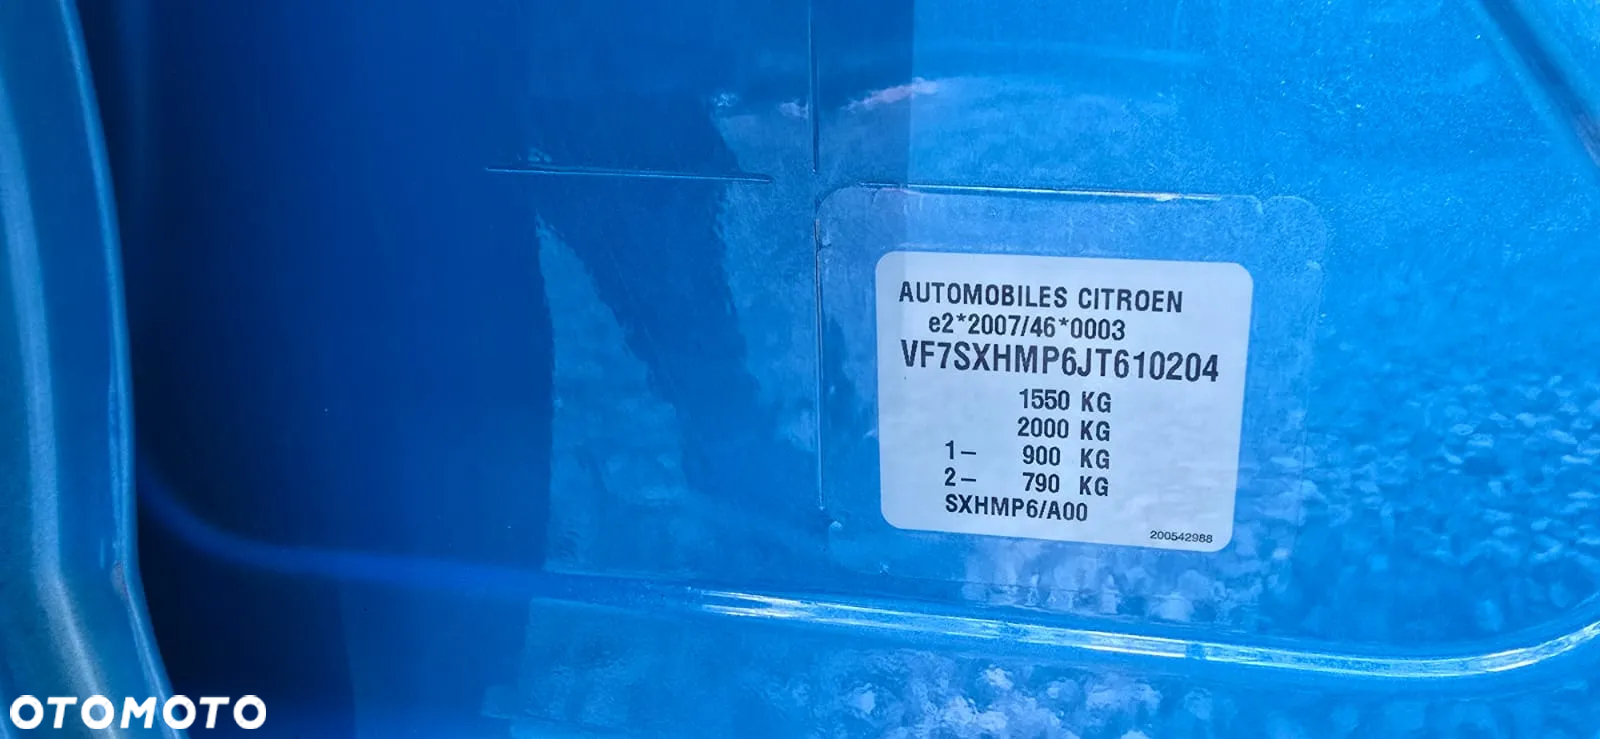 AUTOMOBILES CITROEN
e2*2007/46*0003
VF7SXHMP6JT610204
1550 KG
2000 KG
1– 900 KG
2– 790 KG
SXHMP6/A00
200542988
OTOMOTO